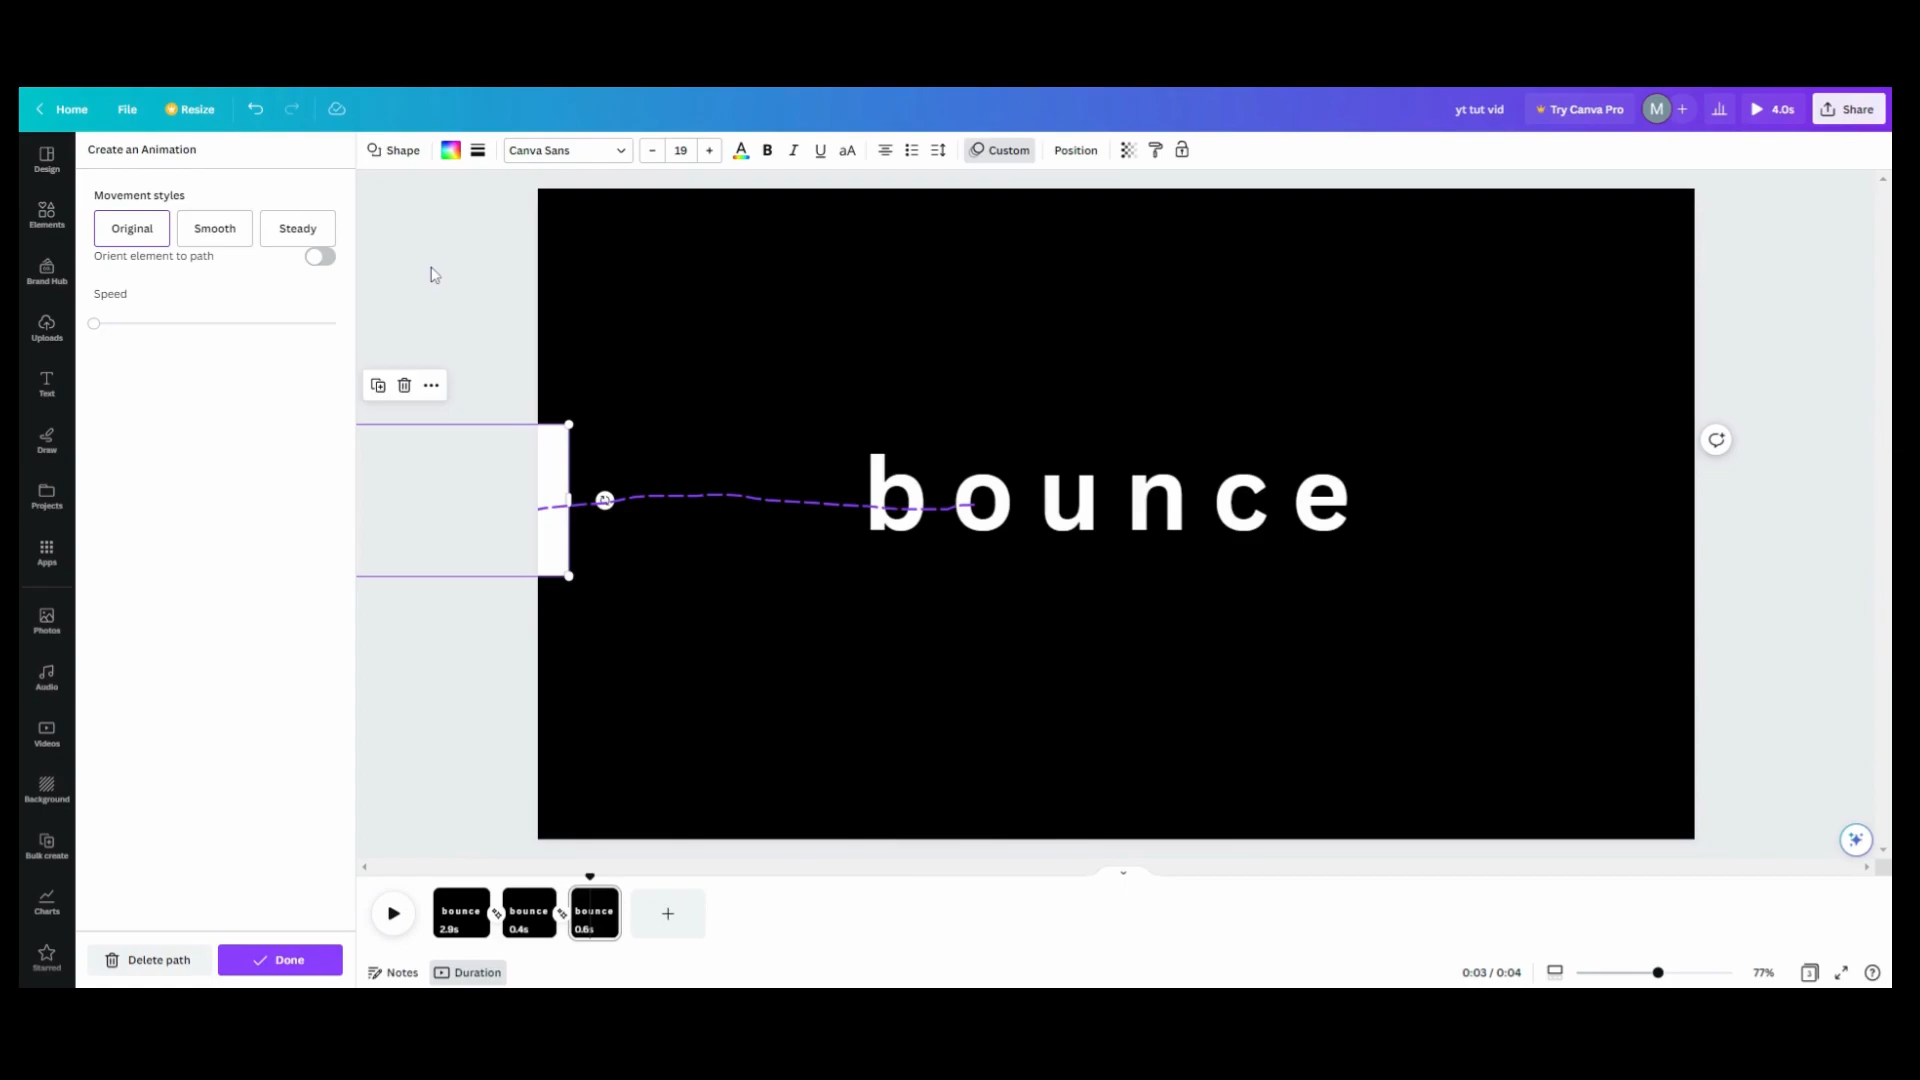 Home File Resize yt tut vid Try Canva Pro M + 4.0s Share
Create an Animation
Shape Canva Sans - 19 + A B I U aA Custom Position
Design
Elements
Brand Hub
Uploads
Text
Draw
Projects
Apps
Photos
Audio
Videos
Background
Bulk create
Charts
Starred
Movement styles
Original Smooth Steady
Orient element to path
Speed
Delete path Done
bounce
bounce bounce bounce
2.9s 0.4s 0.6s
+
Notes Duration 0:03 / 0:04 77% 3 ?